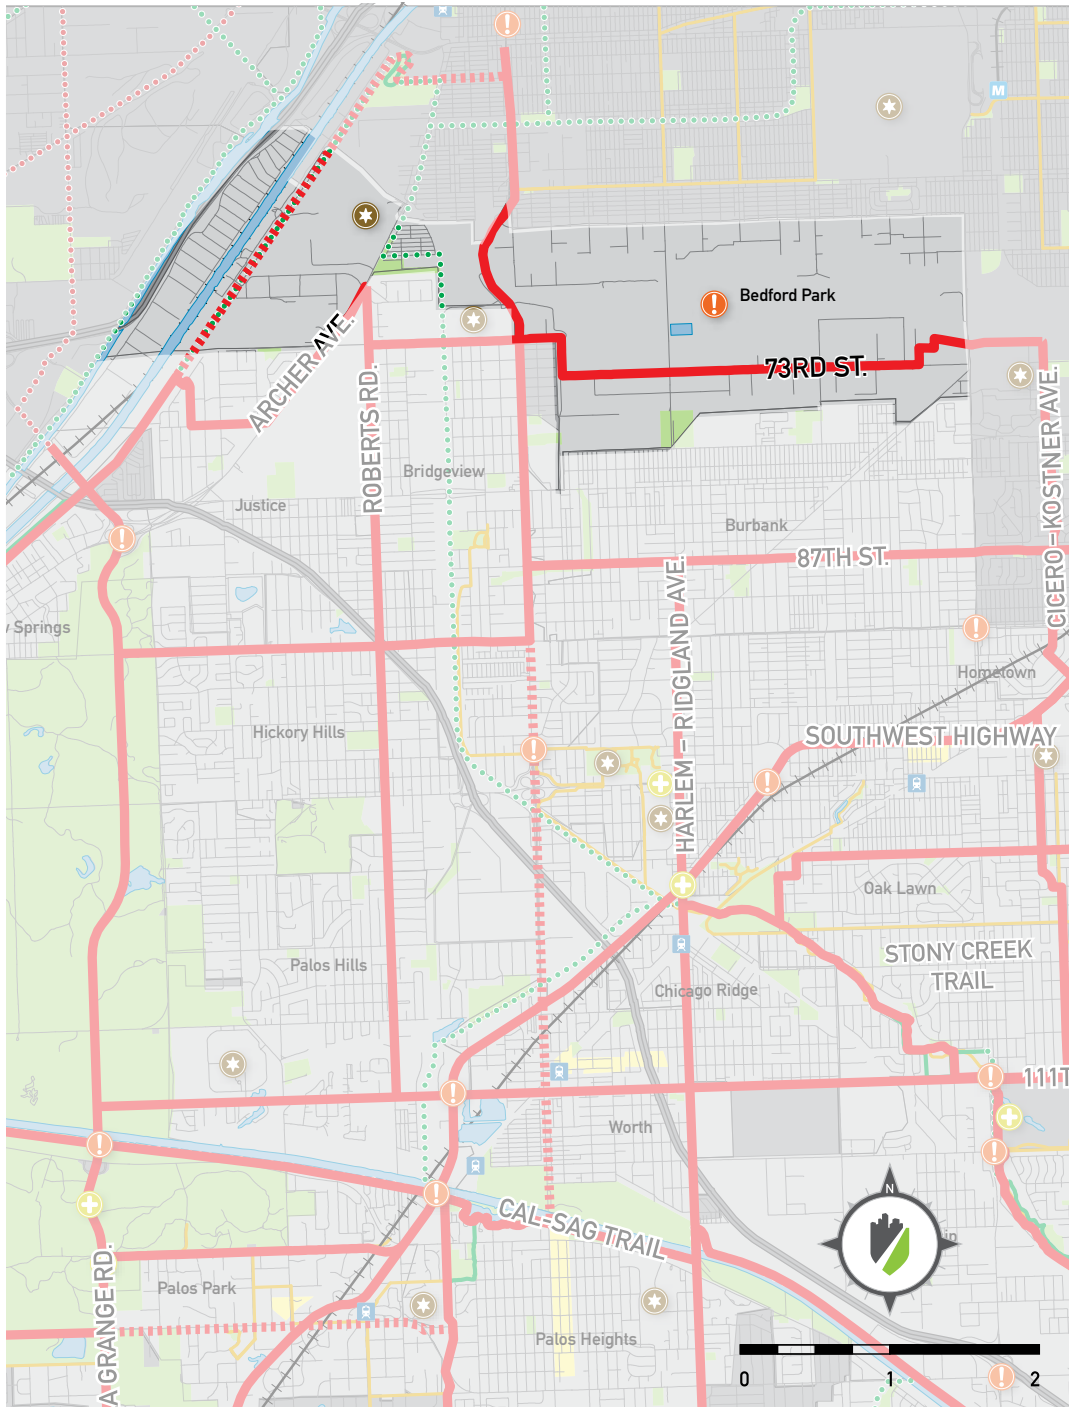 M
Bedford Park
73RD ST.
ARCHER AVE.
ROBERTS RD.
CICERO – KOSTNER AVE.
Bridgeview
Justice
Burbank
87TH ST.
HARLEM – RIDGLAND AVE.
Springs
Hometown
Hickory Hills
SOUTHWEST HIGHWAY
Oak Lawn
STONY CREEK
TRAIL
Palos Hills
Chicago Ridge
111T
Worth
N
CAL-SAG TRAIL
AGRANGE RD.
Palos Park
Palos Heights
0 1 2